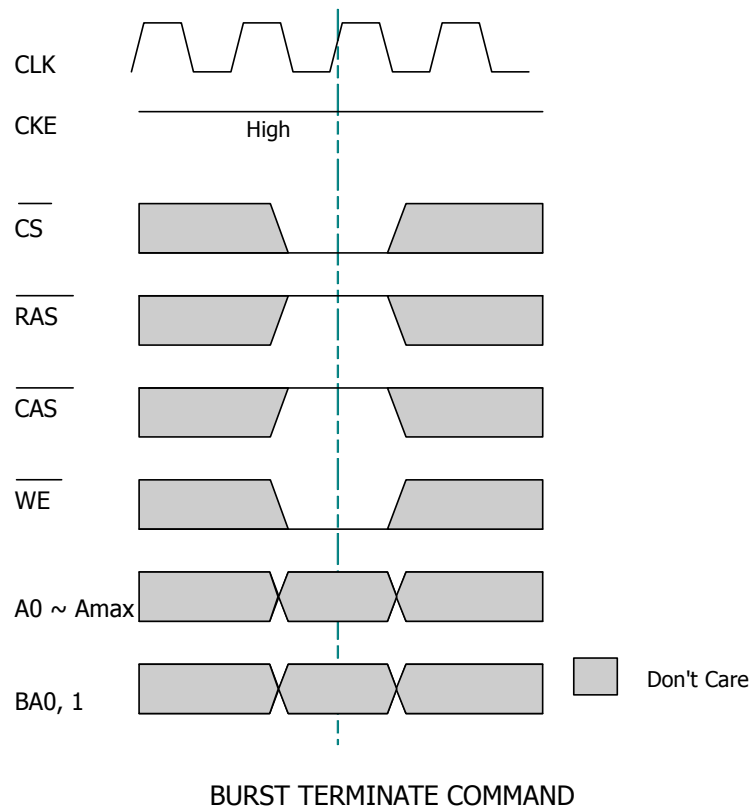 CLK
CKE
High
CS
RAS
CAS
WE
A0 ~ Amax
BA0, 1
Don't Care
BURST TERMINATE COMMAND